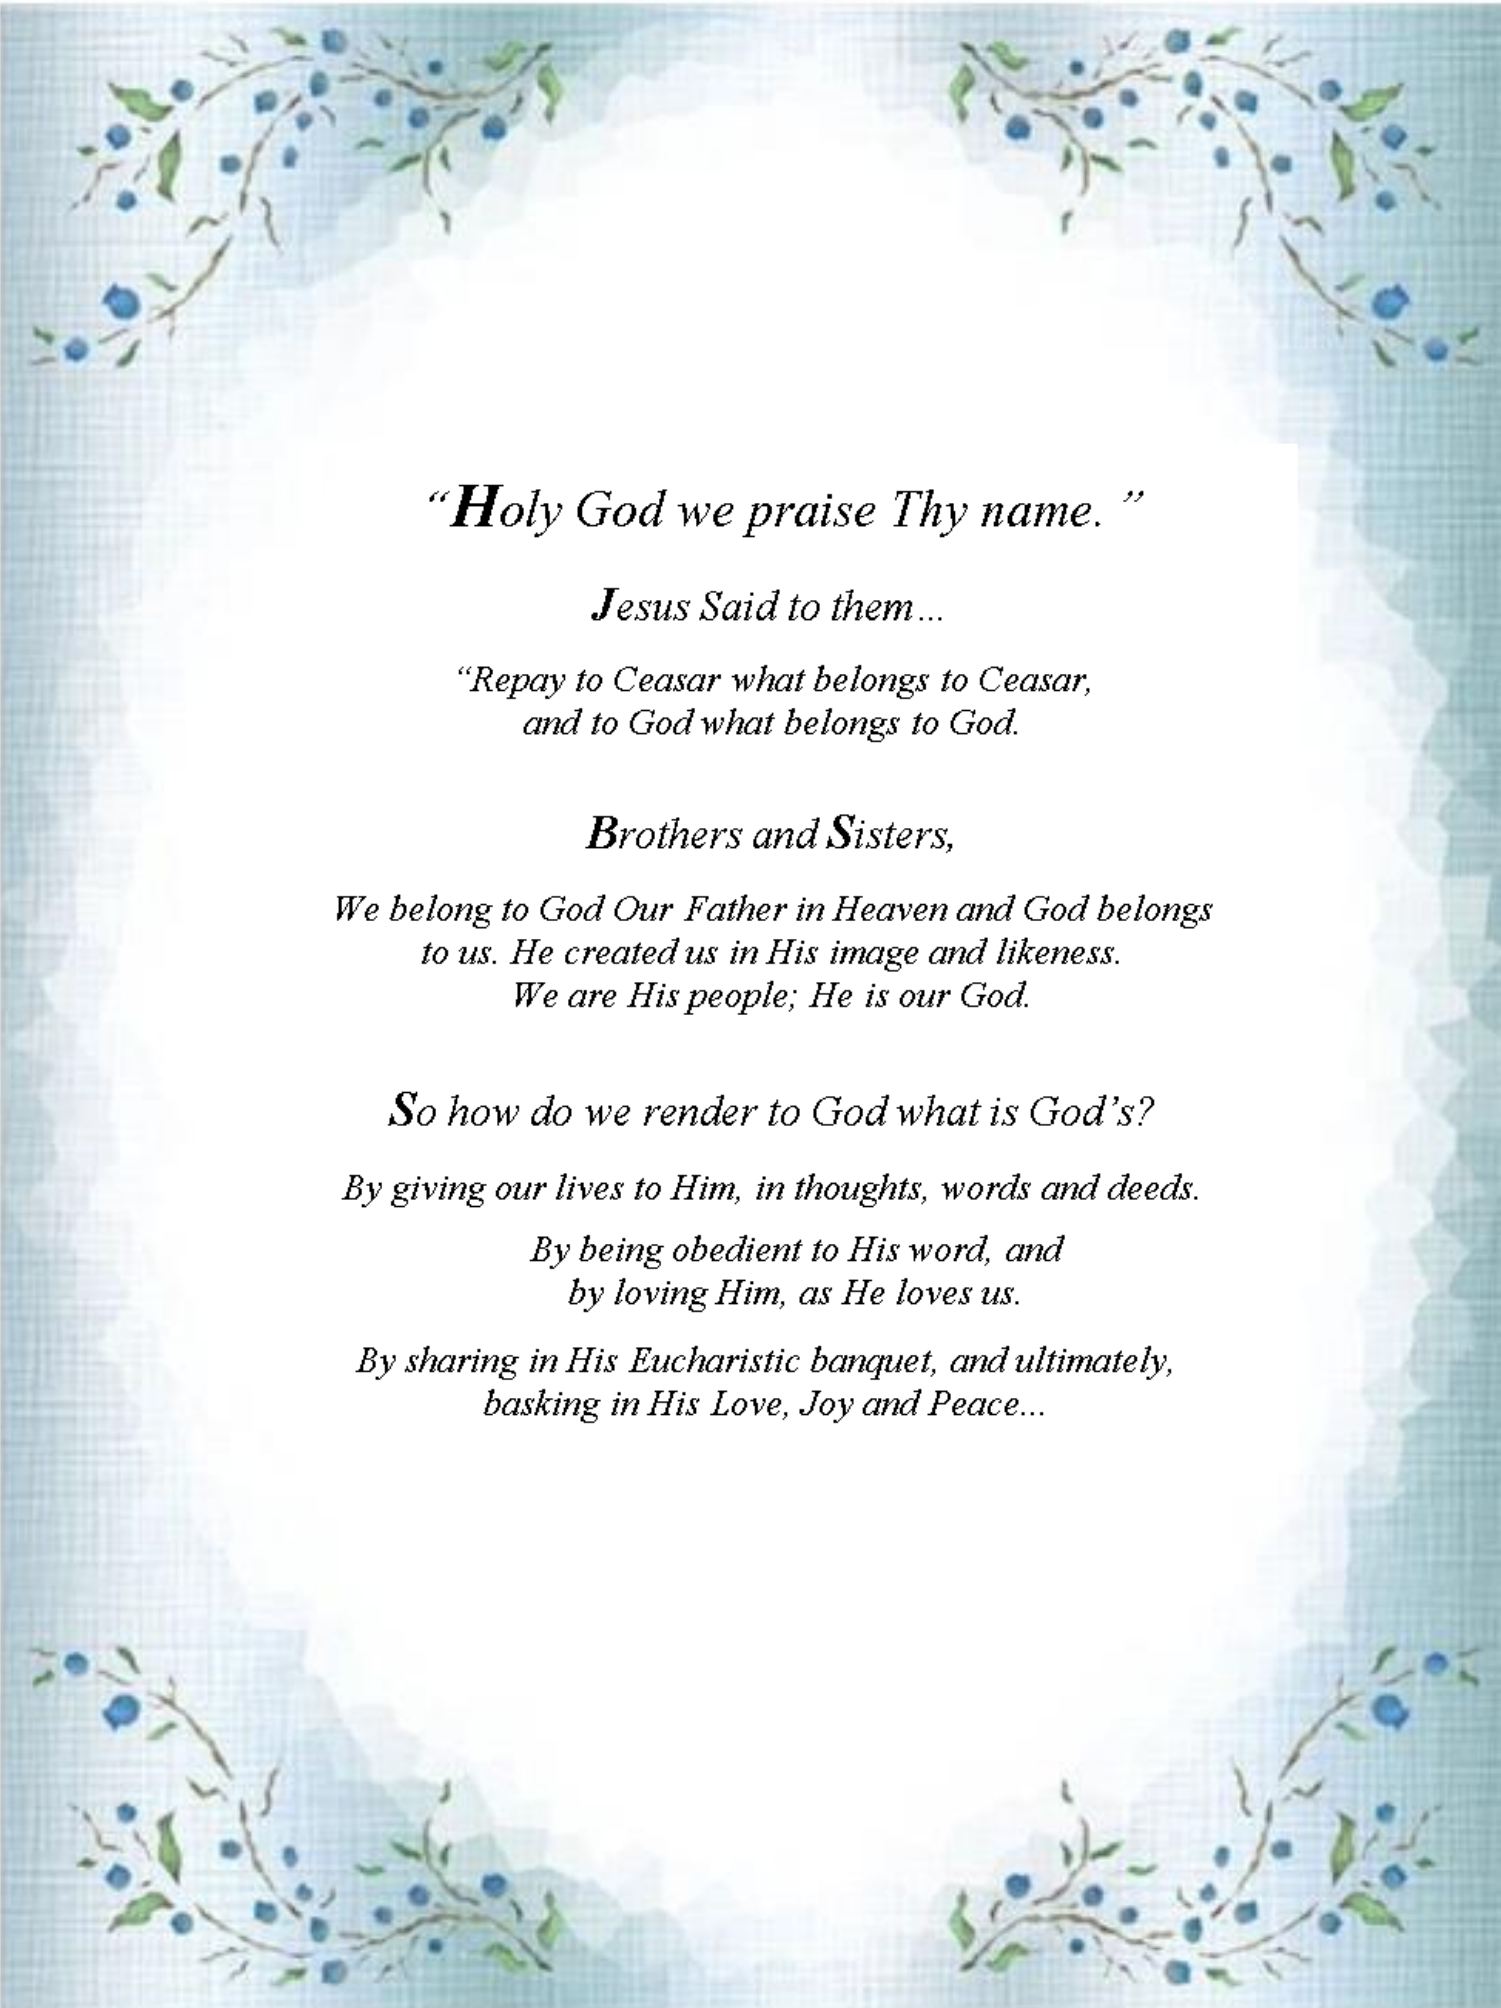 “Holy God we praise Thy name. ”
Jesus Said to them…
“Repay to Ceasar what belongs to Ceasar,
and to God what belongs to God.
Brothers and Sisters,
We belong to God Our Father in Heaven and God belongs
to us. He created us in His image and likeness.
We are His people; He is our God.
So how do we render to God what is God’s?
By giving our lives to Him, in thoughts, words and deeds.
By being obedient to His word, and
by loving Him, as He loves us.
By sharing in His Eucharistic banquet, and ultimately,
basking in His Love, Joy and Peace…